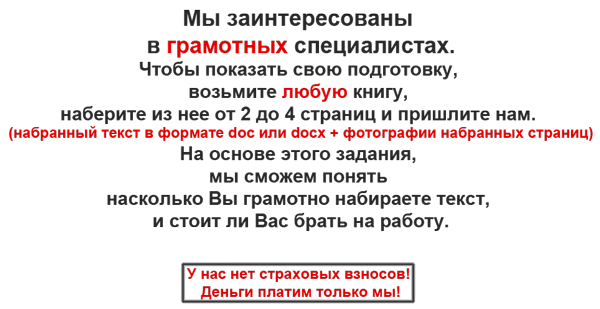 Мы заинтересованы
в грамотных специалистах.
Чтобы показать свою подготовку,
возьмите любую книгу,
наберите из нее от 2 до 4 страниц и пришлите нам.
(набранный текст в формате doc или docx + фотографии набранных страниц)
На основе этого задания,
мы сможем понять
насколько Вы грамотно набираете текст,
и стоит ли Вас брать на работу.
У нас нет страховых взносов!
Деньги платим только мы!